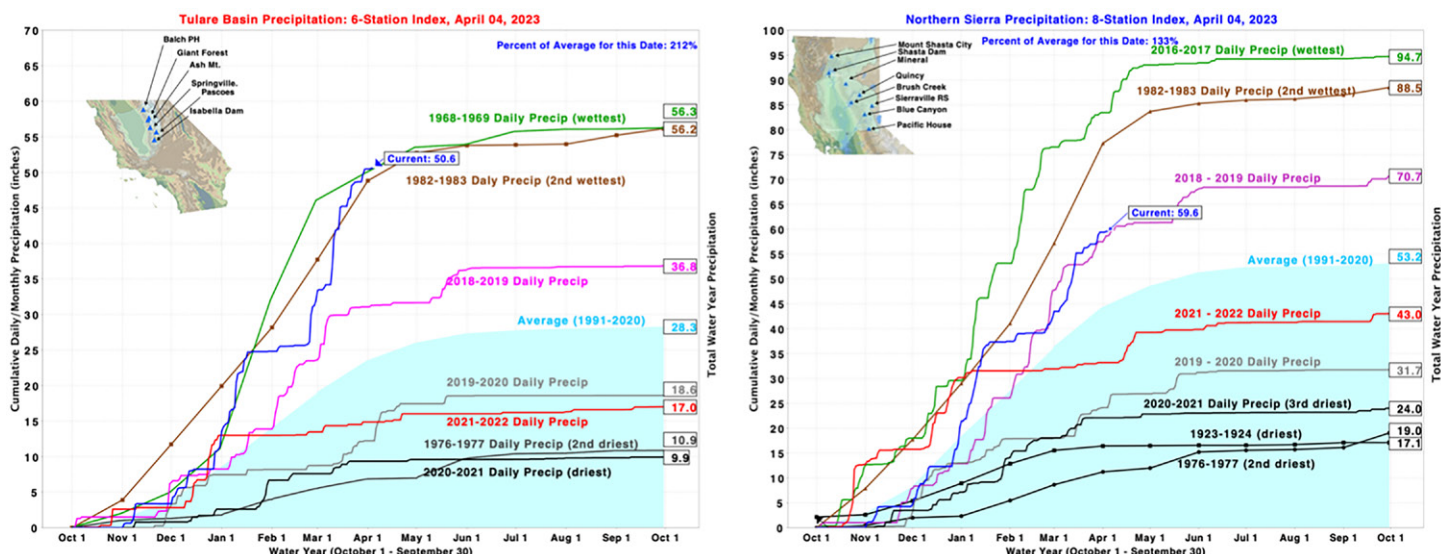 Tulare Basin Precipitation: 6-Station Index, April 04, 2023
Percent of Average for this Date: 212%
Balch PH
Giant Forest
Ash Mt.
Springville.
Pascoes
Isabella Dam
Cumulative Daily/Monthly Precipitation (inches)
70
65
60
55
50
45
40
35
30
25
20
15
10
5
0
1968-1969 Daily Precip (wettest)
56.3
56.2
Current: 50.6
1982-1983 Daly Precip (2nd wettest)
2018-2019 Daily Precip
36.8
Average (1991-2020)
28.3
2019-2020 Daily Precip
18.6
2021-2022 Daily Precip
17.0
1976-1977 Daily Precip (2nd driest)
10.9
2020-2021 Daily Precip (driest)
9.9
Total Water Year Precipitation
Oct 1 Nov 1 Dec 1 Jan 1 Feb 1 Mar 1 Apr 1 May 1 Jun 1 Jul 1 Aug 1 Sep 1 Oct 1
Water Year (October 1 - September 30)
Northern Sierra Precipitation: 8-Station Index, April 04, 2023
Percent of Average for this Date: 133%
Mount Shasta City
Shasta Dam
Mineral
Quincy
Brush Creek
Sierraville RS
Blue Canyon
Pacific House
Cumulative Daily/Monthly Precipitation (inches)
100
95
90
85
80
75
70
65
60
55
50
45
40
35
30
25
20
15
10
5
0
2016-2017 Daily Precip (wettest)
94.7
1982-1983 Daily Precip (2nd wettest)
88.5
2018 - 2019 Daily Precip
70.7
Current: 59.6
Average (1991-2020)
53.2
2021 - 2022 Daily Precip
43.0
2019 - 2020 Daily Precip
31.7
2020-2021 Daily Precip (3rd driest)
24.0
1923-1924 (driest)
19.0
17.1
1976-1977 (2nd driest)
Total Water Year Precipitation
Oct 1 Nov 1 Dec 1 Jan 1 Feb 1 Mar 1 Apr 1 May 1 Jun 1 Jul 1 Aug 1 Sep 1 Oct 1
Water Year (October 1 - September 30)